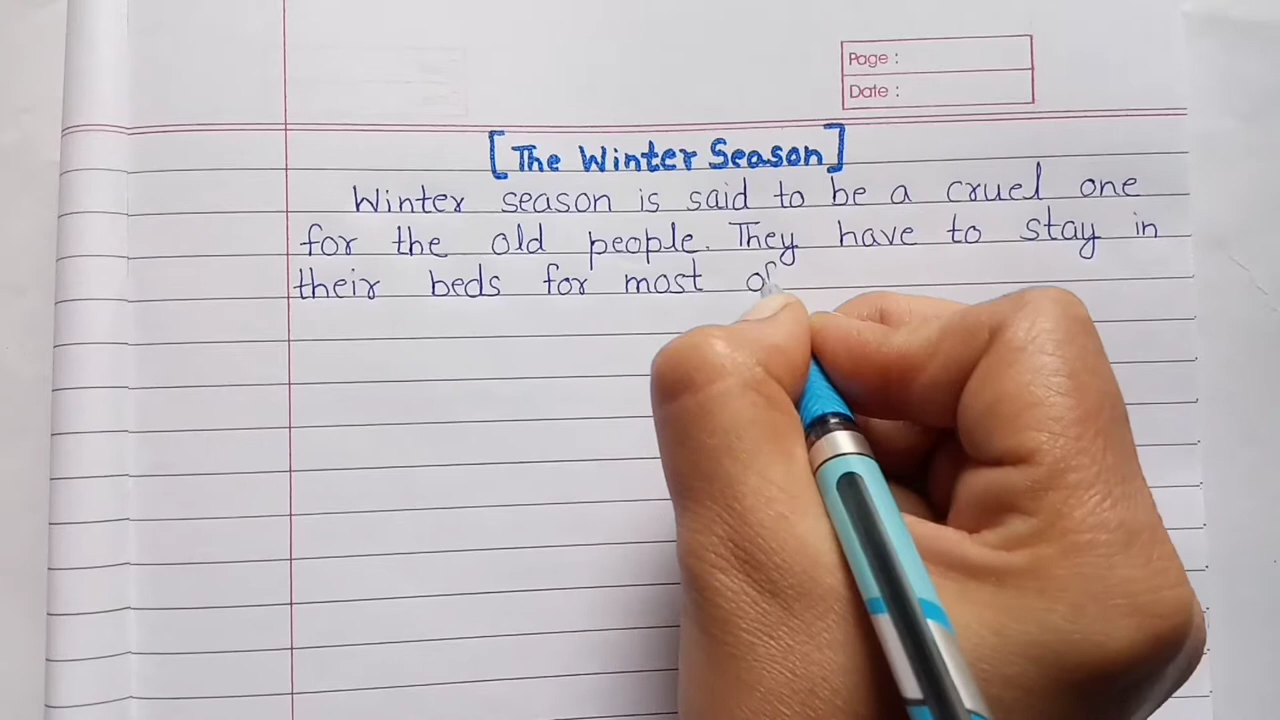 Page :
Date :
[The Winter Season]
Winter season is said to be a cruel one
for the old people. They have to stay in
their beds for most of